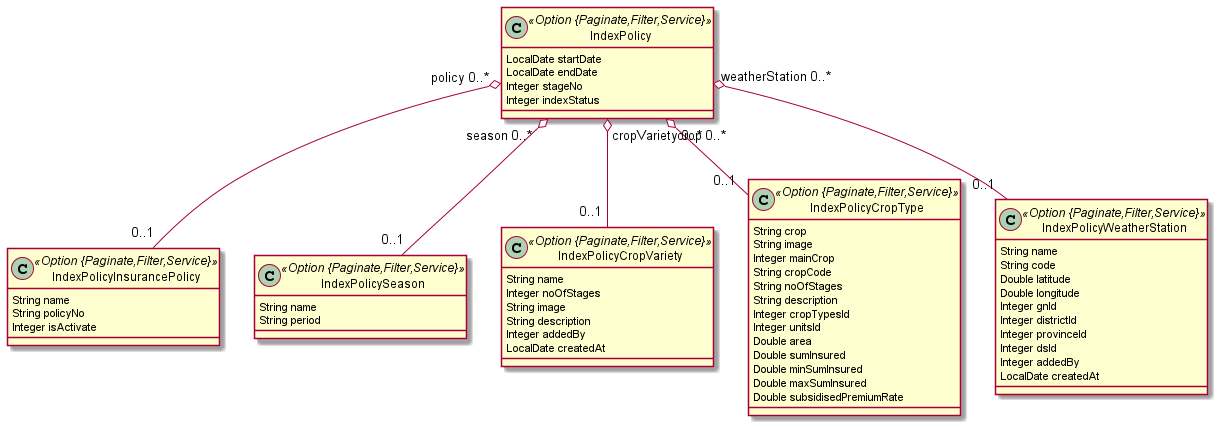 C
«Option {Paginate,Filter,Service}»
IndexPolicy
LocalDate startDate
LocalDate endDate
Integer stageNo
Integer indexStatus
policy 0..*
weatherStation 0..*
season 0..*
cropVariety 0..*
crop 0..*
0..1
0..1
0..1
0..1
0..1
C
«Option {Paginate,Filter,Service}»
IndexPolicyInsurancePolicy
String name
String policyNo
Integer isActivate
C
«Option {Paginate,Filter,Service}»
IndexPolicySeason
String name
String period
C
«Option {Paginate,Filter,Service}»
IndexPolicyCropVariety
String name
Integer noOfStages
String image
String description
Integer addedBy
LocalDate createdAt
C
«Option {Paginate,Filter,Service}»
IndexPolicyCropType
String crop
String image
Integer mainCrop
String cropCode
String noOfStages
String description
Integer cropTypesId
Integer unitsId
Double area
Double sumInsured
Double minSumInsured
Double maxSumInsured
Double subsidisedPremiumRate
C
«Option {Paginate,Filter,Service}»
IndexPolicyWeatherStation
String name
String code
Double latitude
Double longitude
Integer gnId
Integer districtId
Integer provinceId
Integer dsId
Integer addedBy
LocalDate createdAt